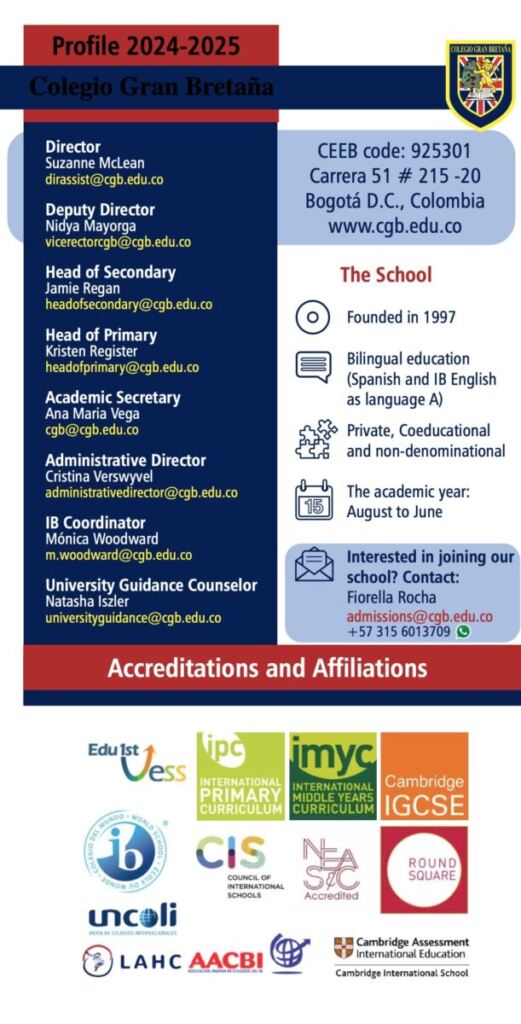 Profile 2024-2025
Colegio Gran Bretaña
COLEGIO GRAN BRETAÑA
Director
Suzanne McLean
dirassist@cgb.edu.co
Deputy Director
Nidya Mayorga
vicerectorcgb@cgb.edu.co
Head of Secondary
Jamie Regan
headofsecondary@cgb.edu.co
Head of Primary
Kristen Register
headofprimary@cgb.edu.co
Academic Secretary
Ana Maria Vega
cgb@cgb.edu.co
Administrative Director
Cristina Verswyvel
administrativedirector@cgb.edu.co
IB Coordinator
Mónica Woodward
m.woodward@cgb.edu.co
University Guidance Counselor
Natasha Iszler
universityguidance@cgb.edu.co
CEEB code: 925301
Carrera 51 # 215 -20
Bogotá D.C., Colombia
www.cgb.edu.co
The School
Founded in 1997
Bilingual education
(Spanish and IB English
as language A)
Private, Coeducational
and non-denominational
15
The academic year:
August to June
Interested in joining our
school? Contact:
Fiorella Rocha
admissions@cgb.edu.co
+57 315 6013709
Accreditations and Affiliations
Edu1st
Vess
ipc
INTERNATIONAL
PRIMARY
CURRICULUM
imyc
INTERNATIONAL
MIDDLE YEARS
CURRICULUM
Cambridge
IGCSE
COLEGIO DEL MUNDO · WORLD SCHOOL · ÉCOLE DU MONDE
ib
CIS
COUNCIL OF
INTERNATIONAL
SCHOOLS
NEA
SC
Accredited
ROUND
SQUARE
uncoli
UNIÓN DE COLEGIOS INTERNACIONALES
LAHC
AACBI
Cambridge Assessment
International Education
Cambridge International School